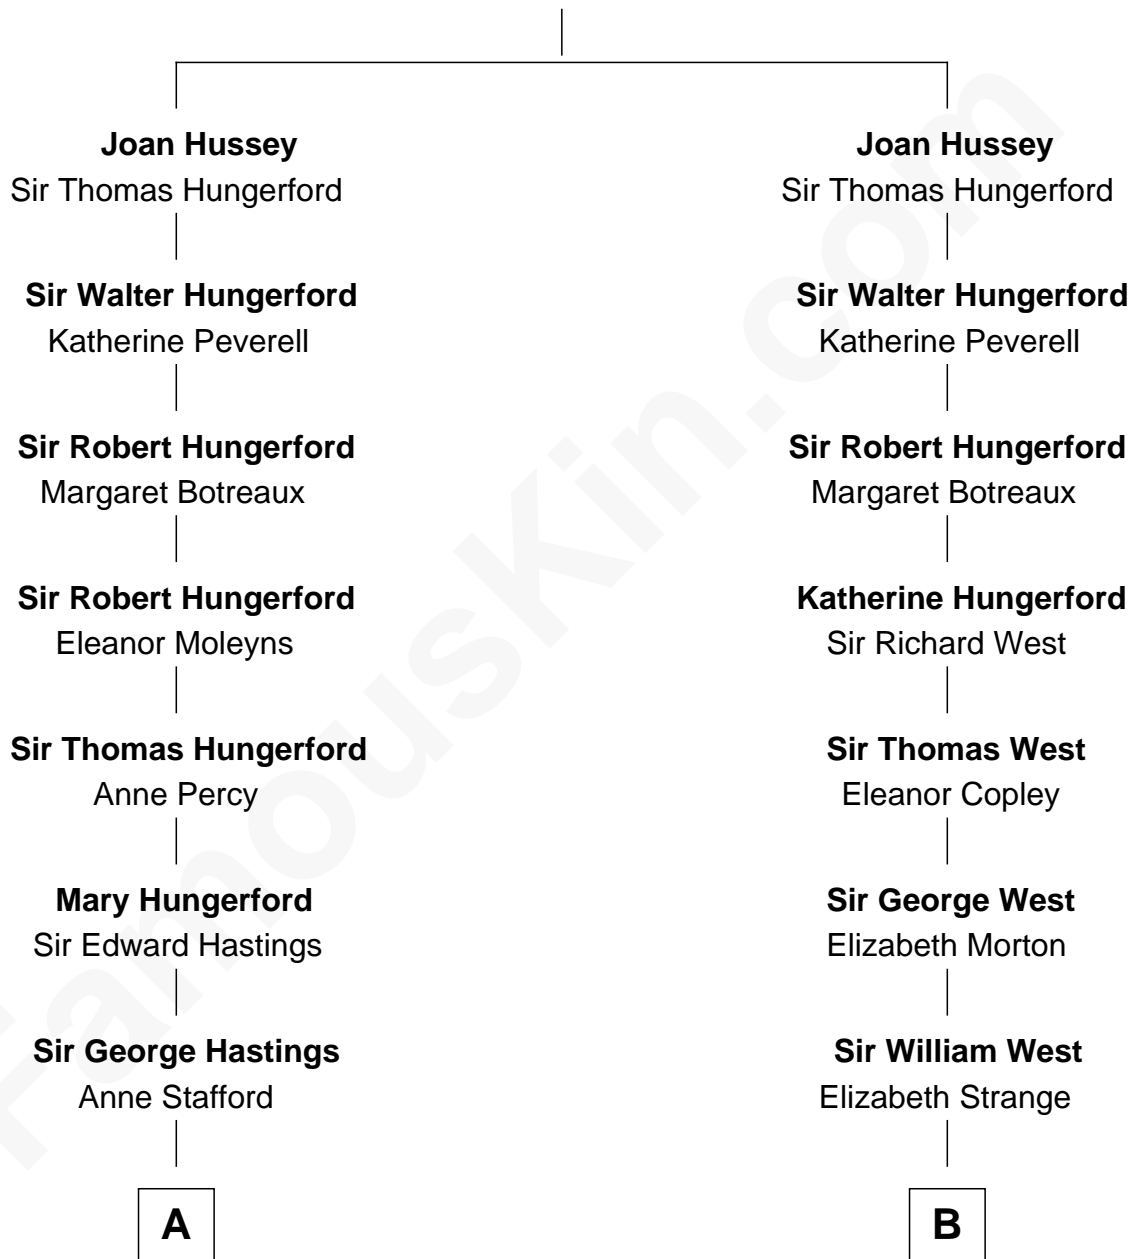 Joan Hussey
Sir Thomas Hungerford
Sir Walter Hungerford
Katherine Peverell
Sir Robert Hungerford
Margaret Botreaux
Sir Robert Hungerford
Eleanor Moleyns
Sir Thomas Hungerford
Anne Percy
Mary Hungerford
Sir Edward Hastings
Sir George Hastings
Anne Stafford
A
Joan Hussey
Sir Thomas Hungerford
Sir Walter Hungerford
Katherine Peverell
Sir Robert Hungerford
Margaret Botreaux
Katherine Hungerford
Sir Richard West
Sir Thomas West
Eleanor Copley
Sir George West
Elizabeth Morton
Sir William West
Elizabeth Strange
B
FamousKin.com